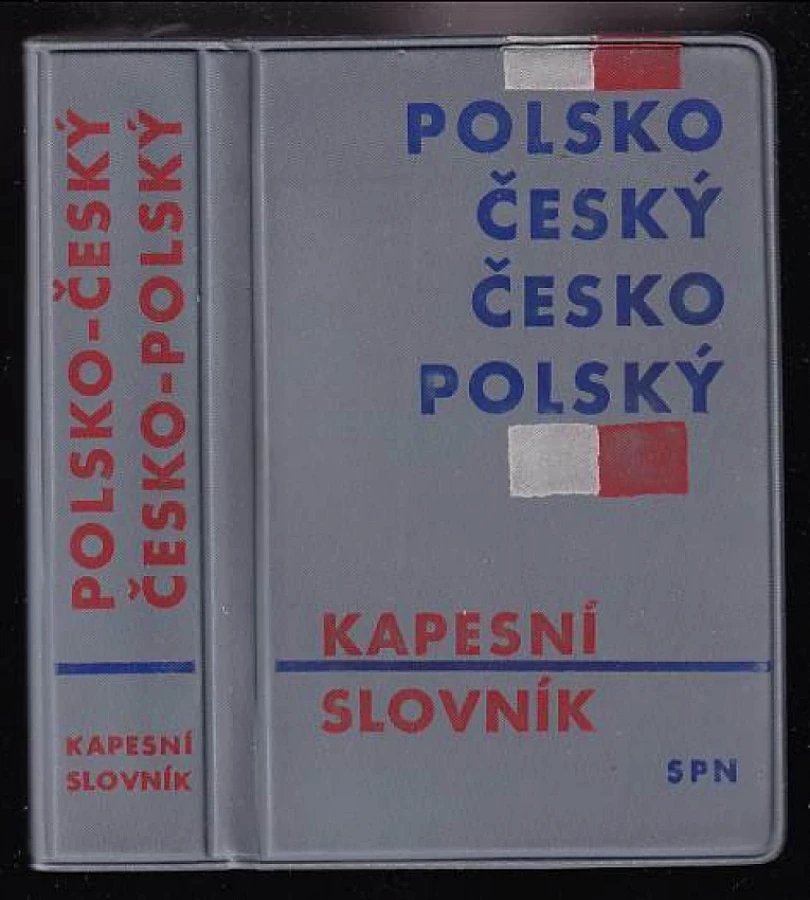 POLSKO-ČESKÝ
ČESKO-POLSKÝ
KAPESNÍ
SLOVNÍK
POLSKO
ČESKÝ
ČESKO
POLSKÝ
KAPESNÍ
SLOVNÍK
SPN